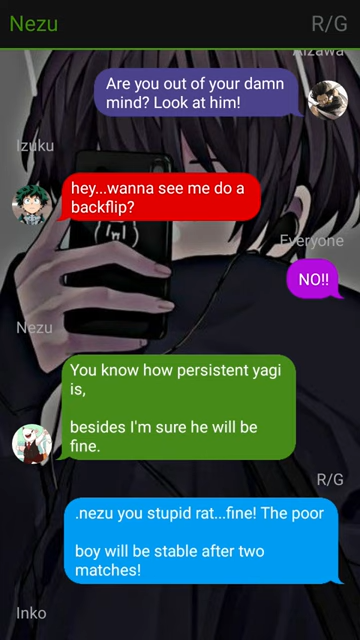 Nezu
R/G
Aizawa
Are you out of your damn
mind? Look at him!
Izuku
hey...wanna see me do a
backflip?
Everyone
NO!!
Nezu
You know how persistent yagi
is,
besides I'm sure he will be
fine.
R/G
.nezu you stupid rat...fine! The poor
boy will be stable after two
matches!
Inko